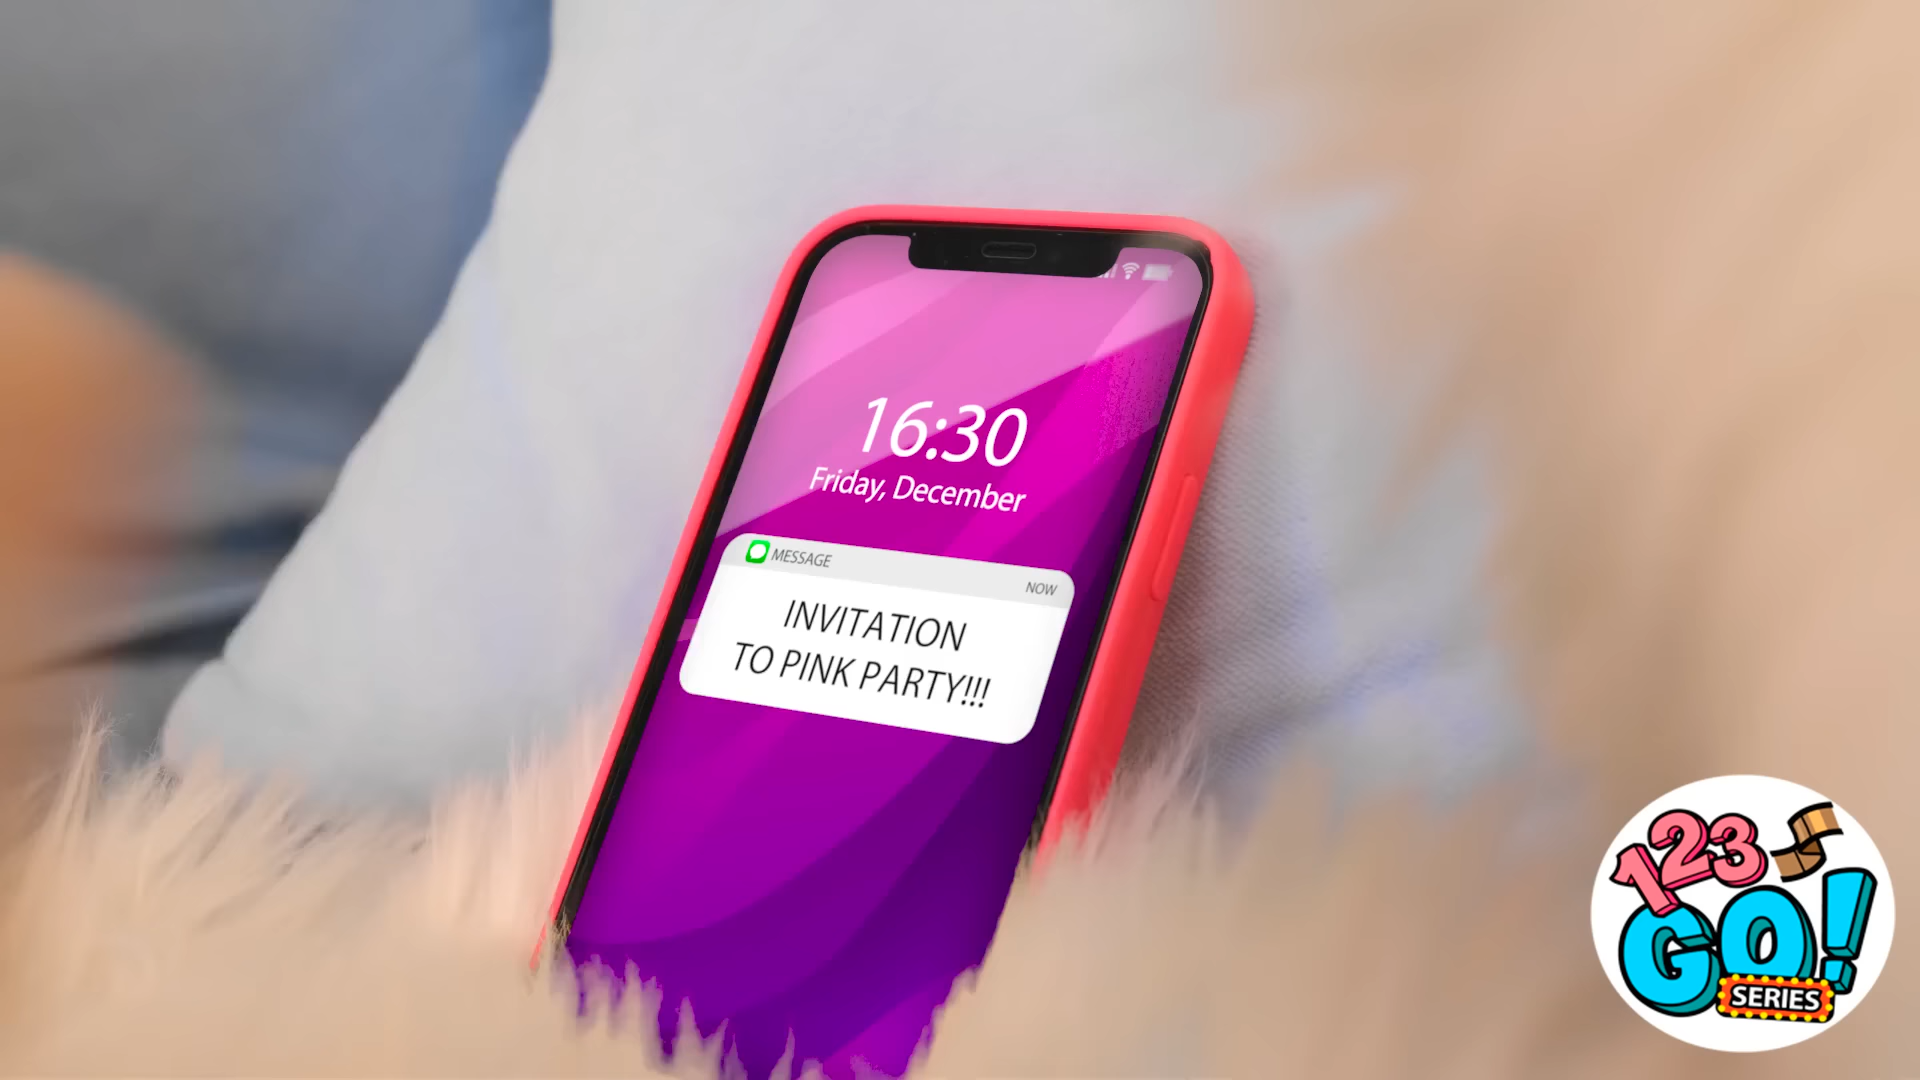 16:30
Friday, December
MESSAGE
NOW
INVITATION
TO PINK PARTY!!!
123
GO!
SERIES